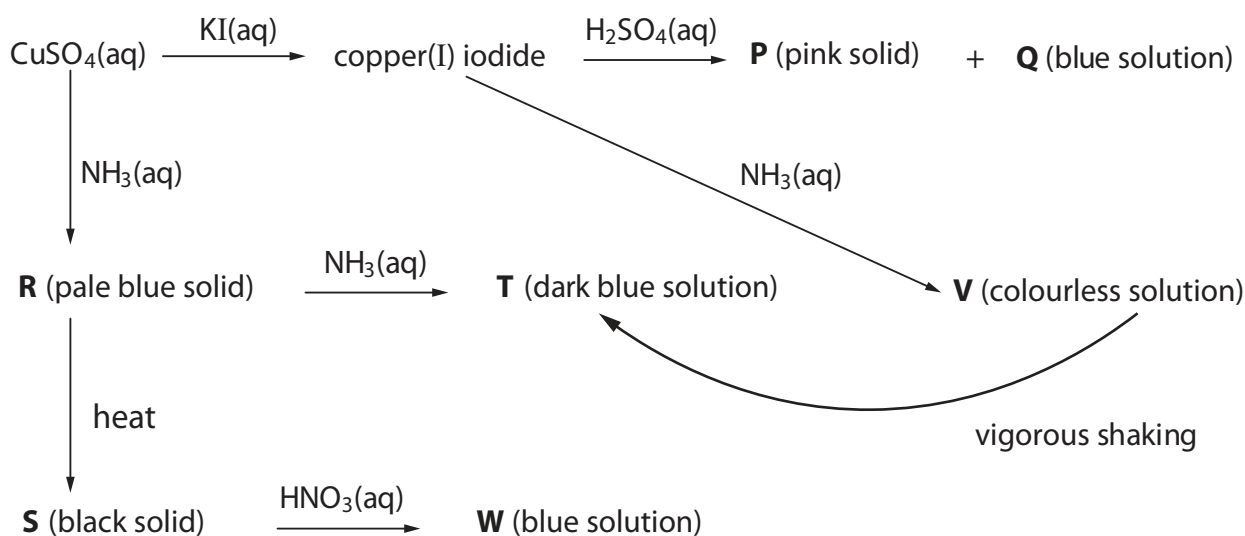 KI(aq) H₂SO₄(aq)
CuSO₄(aq) copper(I) iodide P (pink solid) + Q (blue solution)
NH₃(aq) NH₃(aq)
NH₃(aq)
R (pale blue solid) T (dark blue solution) V (colourless solution)
heat
vigorous shaking
HNO₃(aq)
S (black solid) W (blue solution)